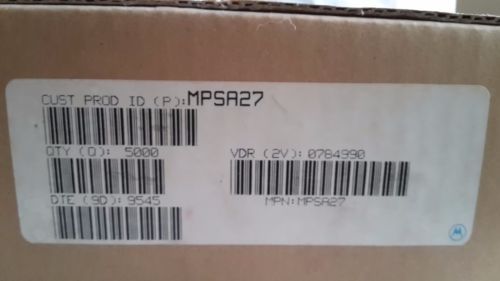 CUST PROD ID (P):MPSA27
QTY (Q): 5000
VDR (2V): 0784990
DTE (9D): 9545
MPN:MPSA27